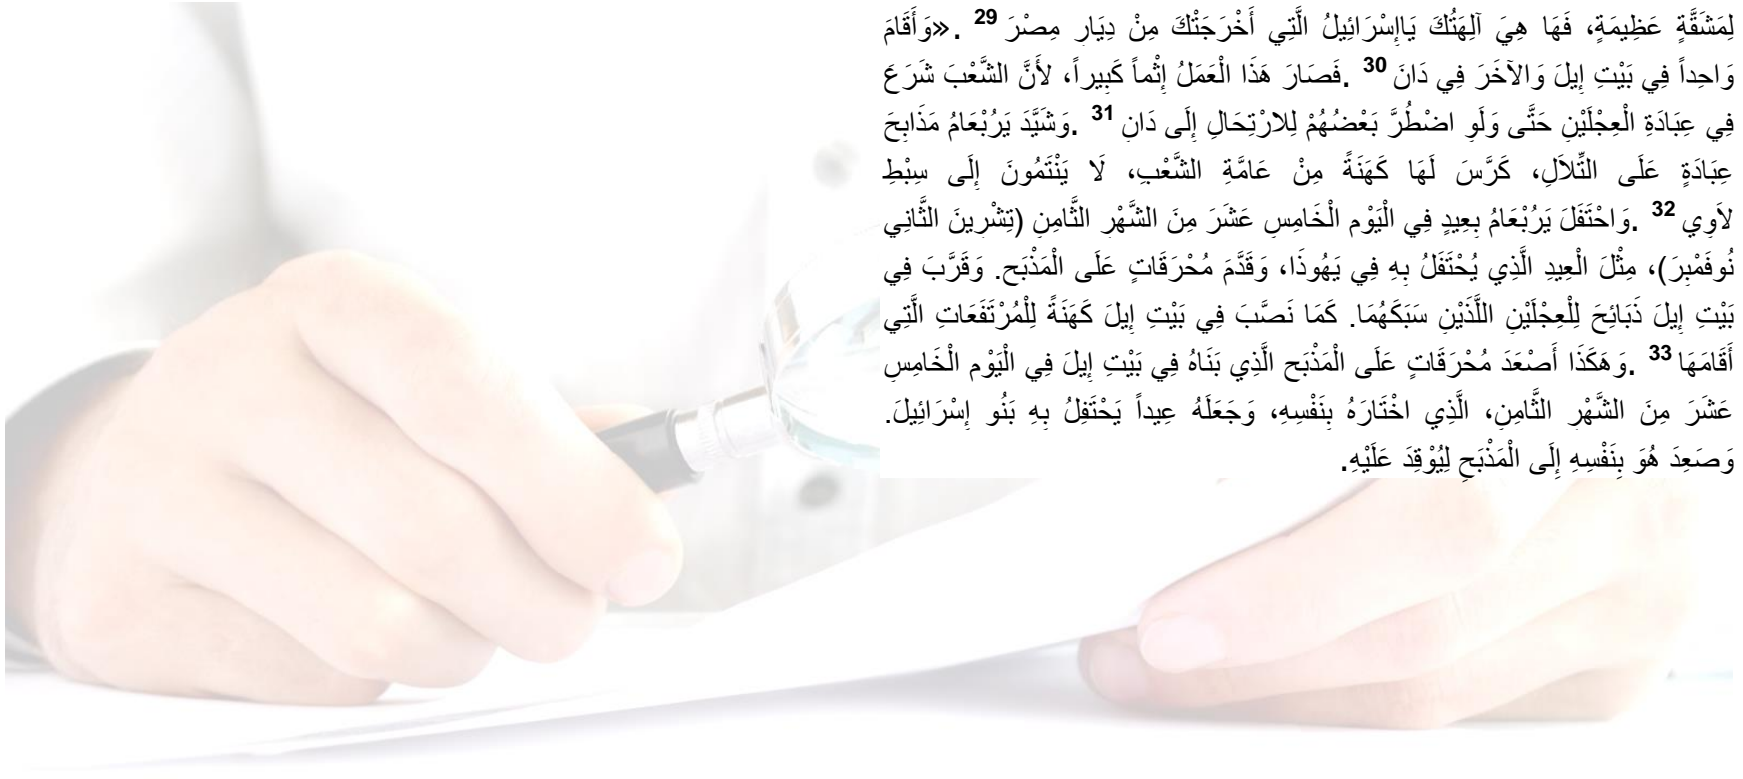 لِمَشَقَّةٍ عَظِيمَةٍ، فَهَا هِيَ آلِهَتُكَ يَاإِسْرَائِيلُ الَّتِي أَخْرَجَتْكَ مِنْ دِيَارِ مِصْرَ 29 .«وَأَقَامَ
وَاحِداً فِي بَيْتِ إِيلَ وَالآخَرَ فِي دَانَ 30 .فَصَارَ هَذَا الْعَمَلُ إِثْماً كَبِيراً، لأَنَّ الشَّعْبَ شَرَعَ
فِي عِبَادَةِ الْعِجْلَيْنِ حَتَّى وَلَوِ اضْطُرَّ بَعْضُهُمْ لِلارْتِحَالِ إِلَى دَانِ 31 .وَشَيَّدَ يَرُبْعَامُ مَذَابِحَ
عِبَادَةٍ عَلَى التِّلاَلِ، كَرَّسَ لَهَا كَهَنَةً مِنْ عَامَّةِ الشَّعْبِ، لَا يَنْتَمُونَ إِلَى سِبْطِ
لاَوِي 32 .وَاحْتَفَلَ يَرُبْعَامُ بِعِيدٍ فِي الْيَوْمِ الْخَامِسِ عَشَرَ مِنَ الشَّهْرِ الثَّامِنِ (تِشْرِينَ الثَّانِي
نُوفَمْبِرَ)، مِثْلَ الْعِيدِ الَّذِي يُحْتَفَلُ بِهِ فِي يَهُوذَا، وَقَدَّمَ مُحْرَقَاتٍ عَلَى الْمَذْبَحِ. وَقَرَّبَ فِي
بَيْتِ إِيلَ ذَبَائِحَ لِلْعِجْلَيْنِ اللَّذَيْنِ سَبَكَهُمَا. كَمَا نَصَّبَ فِي بَيْتِ إِيلَ كَهَنَةً لِلْمُرْتَفَعَاتِ الَّتِي
أَقَامَهَا 33 .وَهَكَذَا أَصْعَدَ مُحْرَقَاتٍ عَلَى الْمَذْبَحِ الَّذِي بَنَاهُ فِي بَيْتِ إِيلَ فِي الْيَوْمِ الْخَامِسِ
عَشَرَ مِنَ الشَّهْرِ الثَّامِنِ، الَّذِي اخْتَارَهُ بِنَفْسِهِ، وَجَعَلَهُ عِيداً يَحْتَفِلُ بِهِ بَنُو إِسْرَائِيلَ.
وَصَعِدَ هُوَ بِنَفْسِهِ إِلَى الْمَذْبَحِ لِيُوْقِدَ عَلَيْهِ.